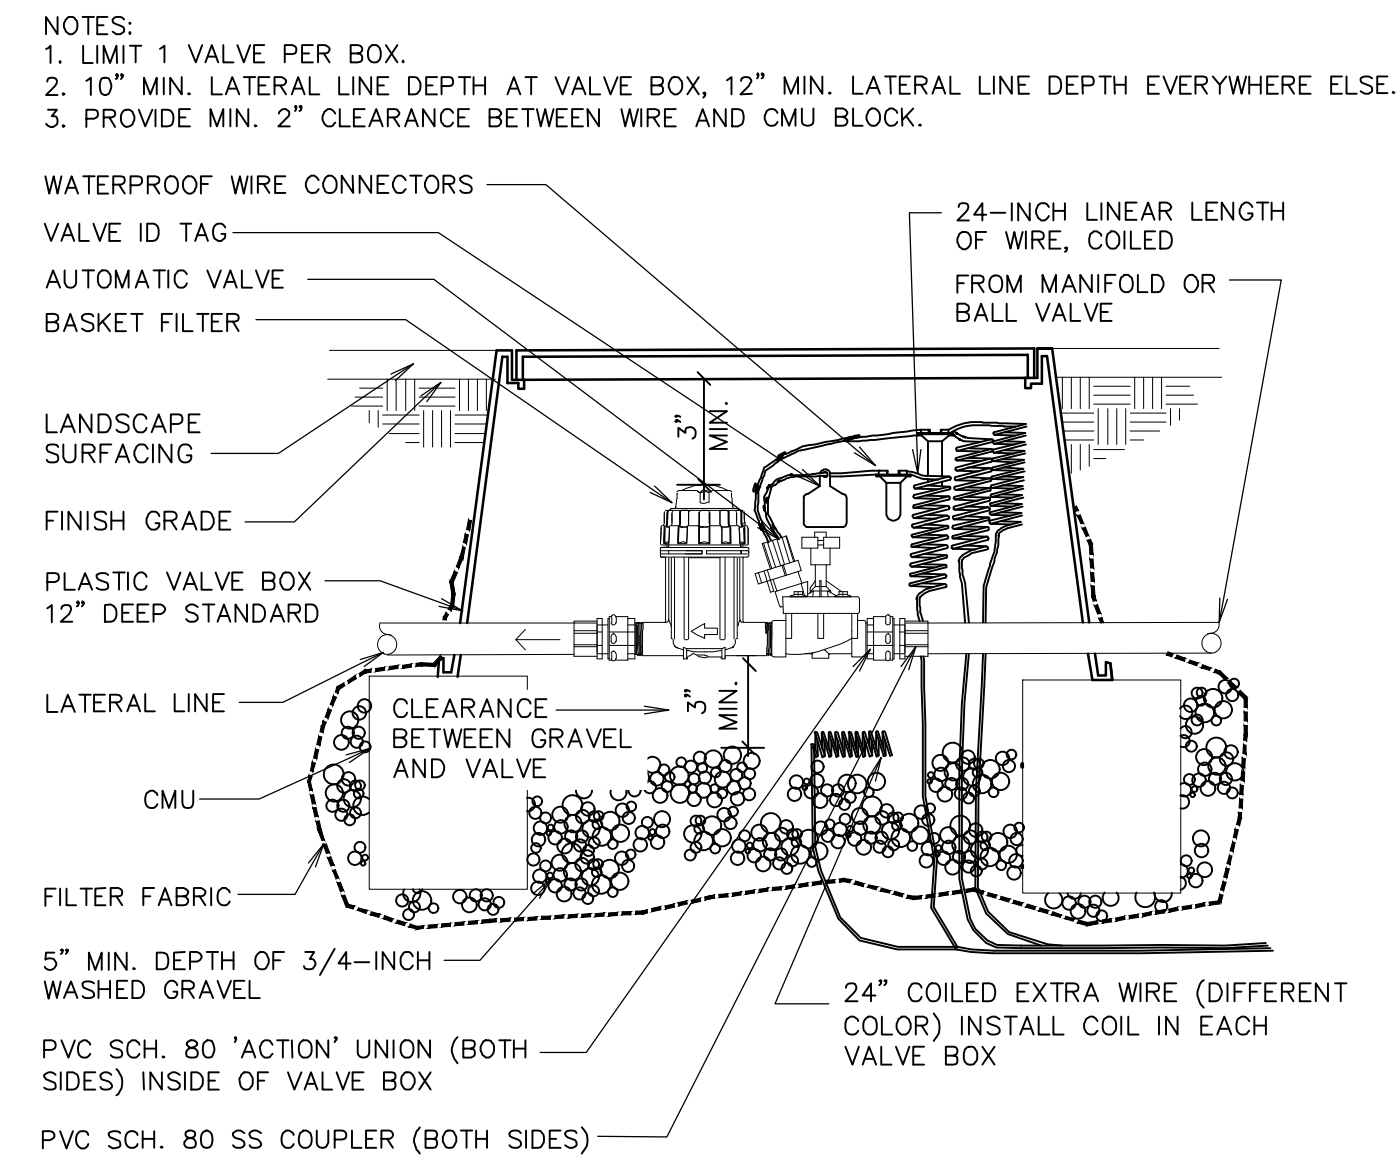 NOTES:
1. LIMIT 1 VALVE PER BOX.
2. 10” MIN. LATERAL LINE DEPTH AT VALVE BOX, 12” MIN. LATERAL LINE DEPTH EVERYWHERE ELSE.
3. PROVIDE MIN. 2” CLEARANCE BETWEEN WIRE AND CMU BLOCK.
WATERPROOF WIRE CONNECTORS
VALVE ID TAG
AUTOMATIC VALVE
BASKET FILTER
24-INCH LINEAR LENGTH
OF WIRE, COILED
FROM MANIFOLD OR
BALL VALVE
3”
MIN.
LANDSCAPE
SURFACING
FINISH GRADE
PLASTIC VALVE BOX
12” DEEP STANDARD
LATERAL LINE
CLEARANCE
BETWEEN GRAVEL
AND VALVE
3”
MIN.
CMU
FILTER FABRIC
5” MIN. DEPTH OF 3/4-INCH
WASHED GRAVEL
PVC SCH. 80 'ACTION' UNION (BOTH
SIDES) INSIDE OF VALVE BOX
PVC SCH. 80 SS COUPLER (BOTH SIDES)
24” COILED EXTRA WIRE (DIFFERENT
COLOR) INSTALL COIL IN EACH
VALVE BOX